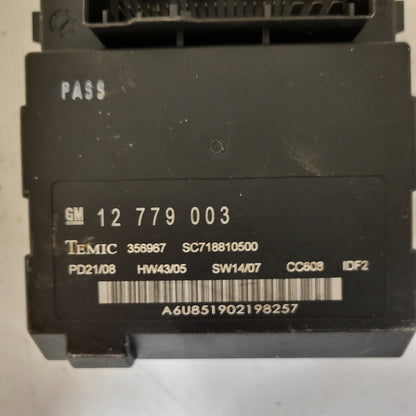 PASS
GM 12 779 003
TEMIC 356967 SC718810500
PD21/08 HW43/05 SW14/07 CC608 IDF2
A6U851902198257